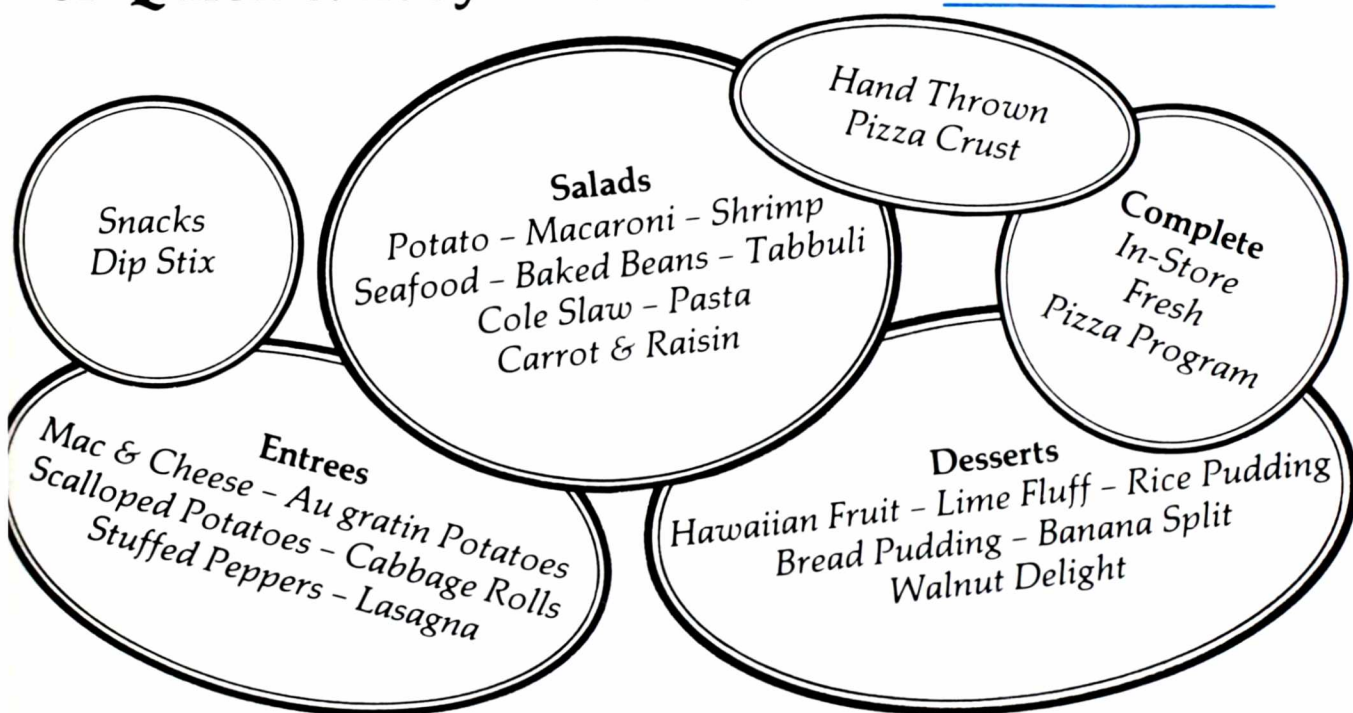 Hand Thrown
Pizza Crust
Snacks
Dip Stix
Salads
Potato – Macaroni – Shrimp
Seafood – Baked Beans – Tabbuli
Cole Slaw – Pasta
Carrot & Raisin
Complete
In-Store
Fresh
Pizza Program
Entrees
Mac & Cheese – Au gratin Potatoes
Scalloped Potatoes – Cabbage Rolls
Stuffed Peppers – Lasagna
Desserts
Hawaiian Fruit – Lime Fluff – Rice Pudding
Bread Pudding – Banana Split
Walnut Delight